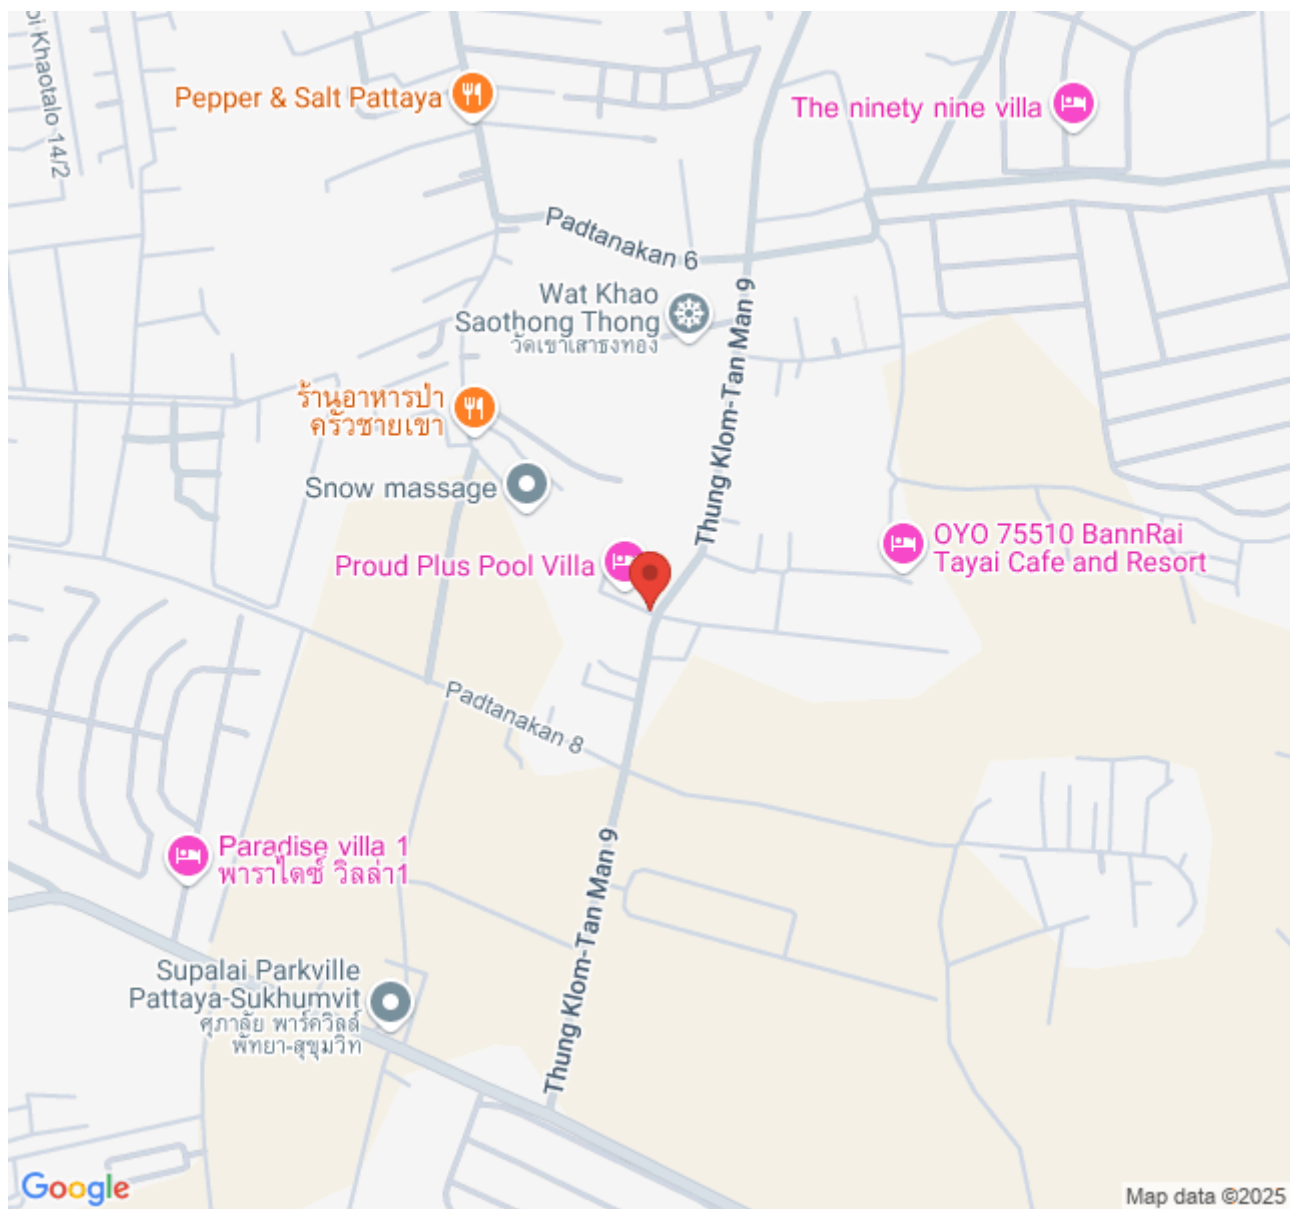 oi Khaotalo 14/2
Pepper & Salt Pattaya
The ninety nine villa
Padtanakan 6
Wat Khao
Saothong Thong
วัดเขาเสาธงทอง
Thung Klom-Tan Man 9
ร้านอาหารป่า
ครัวชายเขา
Snow massage
Proud Plus Pool Villa
OYO 75510 BannRai
Tayai Cafe and Resort
Padtanakan 8
Paradise villa 1
พาราไดซ์ วิลล่า1
Thung Klom-Tan Man 9
Supalai Parkville
Pattaya-Sukhumvit
ศุภาลัย พาร์ควิลล์
พัทยา-สุขุมวิท
Google
Map data ©2025